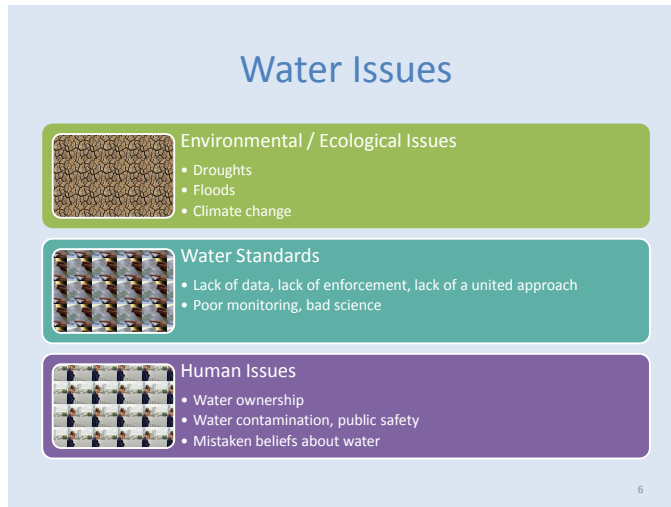 Water Issues
Environmental / Ecological Issues
• Droughts
• Floods
• Climate change
Water Standards
• Lack of data, lack of enforcement, lack of a united approach
• Poor monitoring, bad science
Human Issues
• Water ownership
• Water contamination, public safety
• Mistaken beliefs about water
6